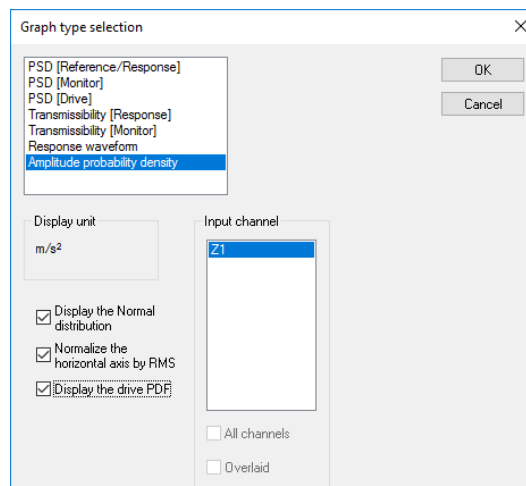 Graph type selection
PSD [Reference/Response]
PSD [Monitor]
PSD [Drive]
Transmissibility [Response]
Transmissibility [Monitor]
Response waveform
Amplitude probability density
OK
Cancel
Display unit
m/s²
Input channel
Z1
Display the Normal
distribution
Normalize the
horizontal axis by RMS
Display the drive PDF
All channels
Overlaid